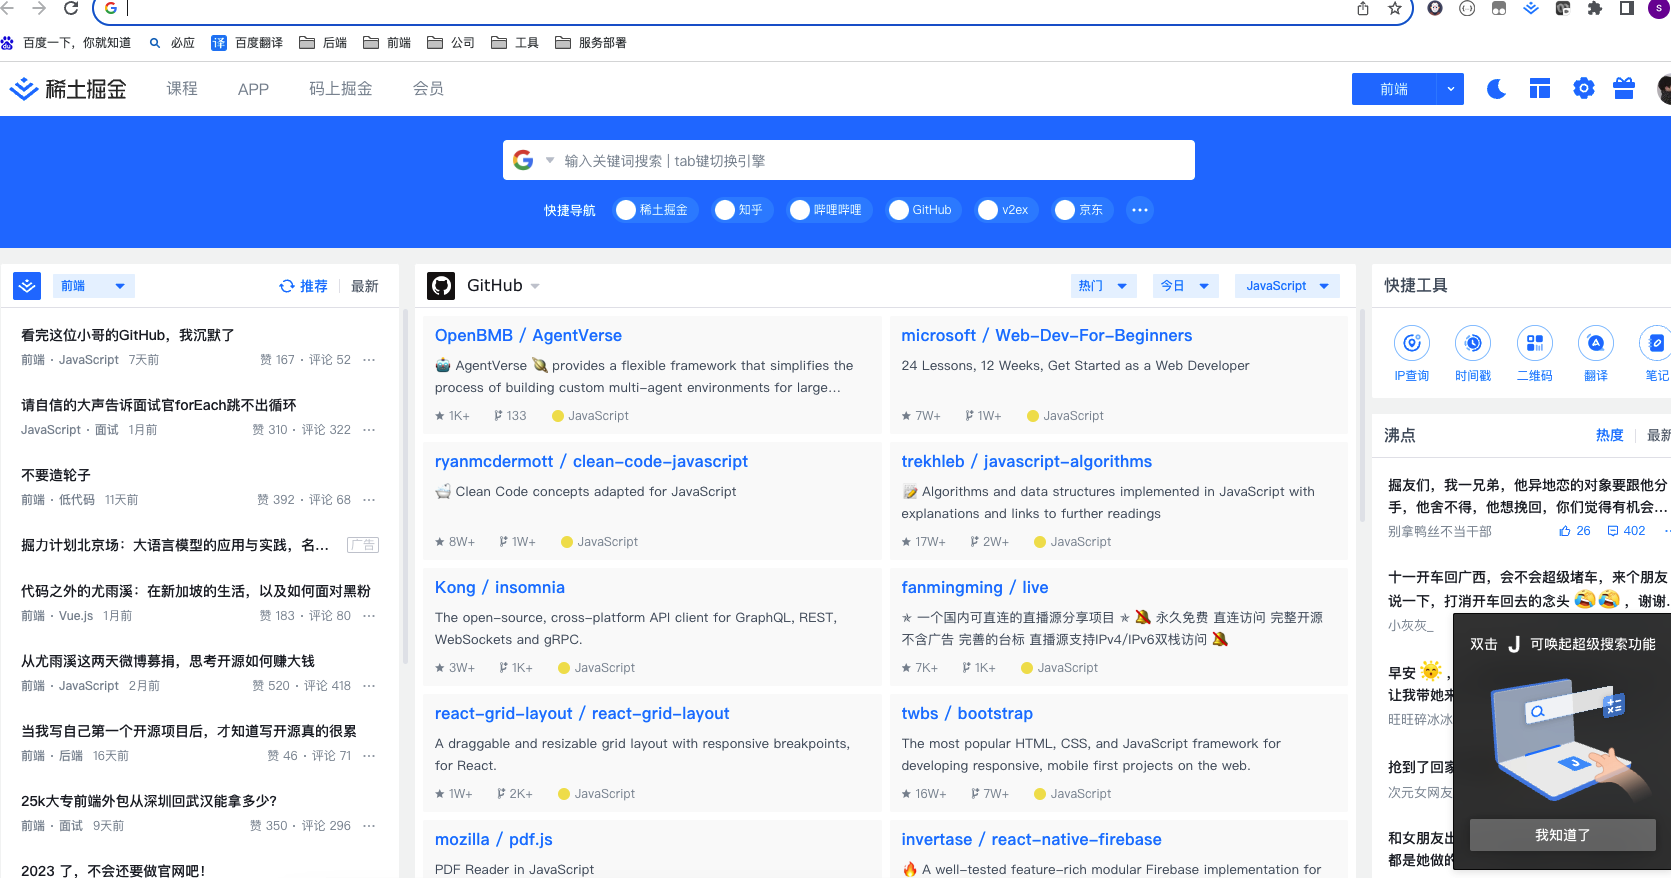 百度一下，你就知道
必应
译 百度翻译
后端
前端
公司
工具
服务部署
S
稀土掘金
课程
APP
码上掘金
会员
前端
输入关键词搜索 | tab键切换引擎
快捷导航
稀土掘金
知乎
哔哩哔哩
GitHub
v2ex
京东
前端
推荐
最新
看完这位小哥的GitHub，我沉默了
前端 · JavaScript 7天前 赞 167 · 评论 52
请自信的大声告诉面试官forEach跳不出循环
JavaScript · 面试 1月前 赞 310 · 评论 322
不要造轮子
前端 · 低代码 11天前 赞 392 · 评论 68
掘力计划北京场：大语言模型的应用与实践，名... 广告
代码之外的尤雨溪：在新加坡的生活，以及如何面对黑粉
前端 · Vue.js 1月前 赞 183 · 评论 80
从尤雨溪这两天微博募捐，思考开源如何赚大钱
前端 · JavaScript 2月前 赞 520 · 评论 418
当我写自己第一个开源项目后，才知道写开源真的很累
前端 · 后端 16天前 赞 46 · 评论 71
25k大专前端外包从深圳回武汉能拿多少?
前端 · 面试 9天前 赞 350 · 评论 296
2023 了，不会还要做官网吧!
GitHub
热门
今日
JavaScript
OpenBMB / AgentVerse
🤖 AgentVerse 🪐 provides a flexible framework that simplifies the
process of building custom multi-agent environments for large...
1K+ 133 JavaScript
microsoft / Web-Dev-For-Beginners
24 Lessons, 12 Weeks, Get Started as a Web Developer
7W+ 1W+ JavaScript
ryanmcdermott / clean-code-javascript
🛁 Clean Code concepts adapted for JavaScript
8W+ 1W+ JavaScript
trekhleb / javascript-algorithms
📝 Algorithms and data structures implemented in JavaScript with
explanations and links to further readings
17W+ 2W+ JavaScript
Kong / insomnia
The open-source, cross-platform API client for GraphQL, REST,
WebSockets and gRPC.
3W+ 1K+ JavaScript
fanmingming / live
✯ 一个国内可直连的直播源分享项目 ✯ 🔕 永久免费 直连访问 完整开源
不含广告 完善的台标 直播源支持IPv4/IPv6双栈访问 🔕
7K+ 1K+ JavaScript
react-grid-layout / react-grid-layout
A draggable and resizable grid layout with responsive breakpoints,
for React.
1W+ 2K+ JavaScript
twbs / bootstrap
The most popular HTML, CSS, and JavaScript framework for
developing responsive, mobile first projects on the web.
16W+ 7W+ JavaScript
mozilla / pdf.js
PDF Reader in JavaScript
invertase / react-native-firebase
🔥 A well-tested feature-rich modular Firebase implementation for
快捷工具
IP查询
时间戳
二维码
翻译
笔记
沸点
热度
最新
掘友们，我一兄弟，他异地恋的对象要跟他分
手，他舍不得，他想挽回，你们觉得有机会...
别拿鸭丝不当干部 26 402
十一开车回广西，会不会超级堵车，来个朋友
说一下，打消开车回去的念头 😂😂，谢谢.
小灰灰_
早安 🌞，
让我带她来
旺旺碎冰冰
抢到了回家
次元女网友
和女朋友出
都是她做的
双击 J 可唤起超级搜索功能
我知道了